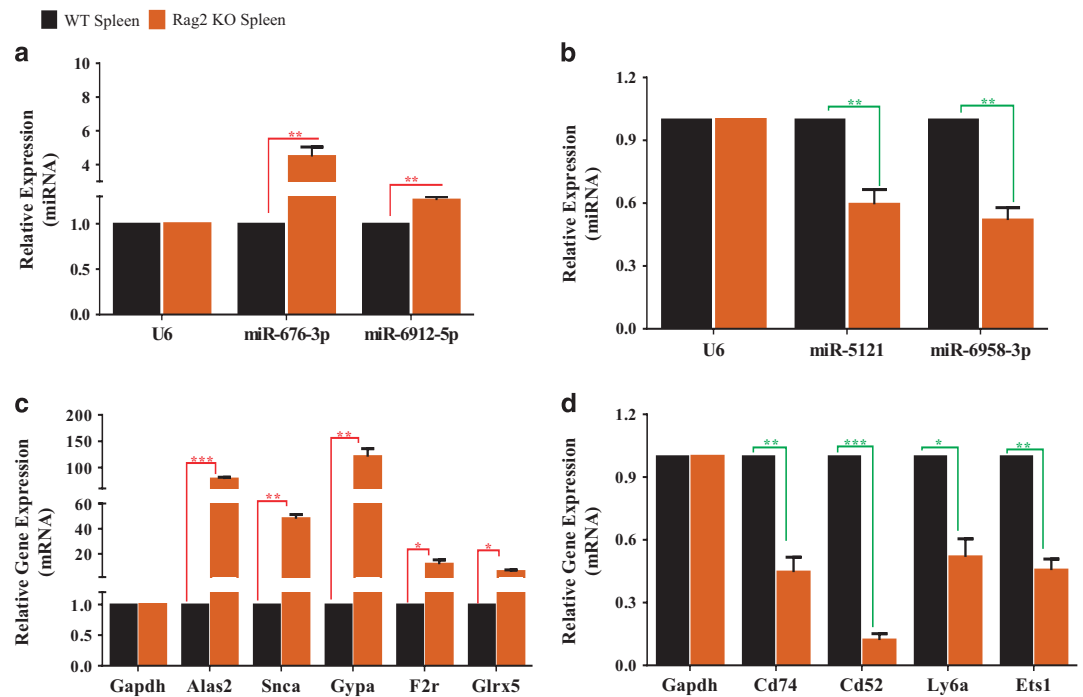 WT Spleen Rag2 KO Spleen
a
Relative Expression
(miRNA)
10
8
6
4
1.0
0.5
0.0
**
**
U6 miR-676-3p miR-6912-5p
b
Relative Expression
(miRNA)
1.2
0.9
0.6
0.3
0.0
**
**
U6 miR-5121 miR-6958-3p
c
Relative Gene Expression
(mRNA)
200
150
100
60
40
20
1.0
0.5
0.0
***
**
**
*
*
Gapdh Alas2 Snca Gypa F2r Glrx5
d
Relative Gene Expression
(mRNA)
1.2
0.9
0.6
0.3
0.0
**
***
*
**
Gapdh Cd74 Cd52 Ly6a Ets1